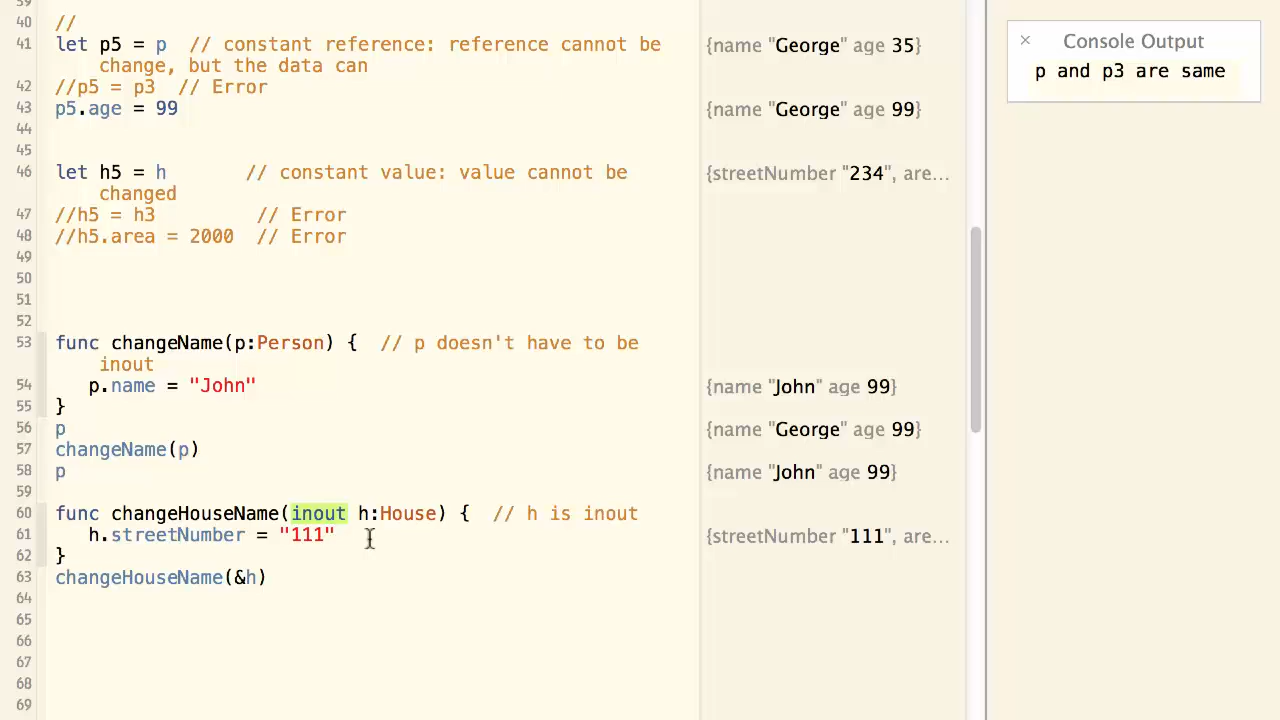 39
40 //
41 let p5 = p // constant reference: reference cannot be {name "George" age 35}
change, but the data can
42 //p5 = p3 // Error
43 p5.age = 99 {name "George" age 99}
44
45
46 let h5 = h // constant value: value cannot be {streetNumber "234", are...
changed
47 //h5 = h3 // Error
48 //h5.area = 2000 // Error
49
50
51
52
53 func changeName(p:Person) { // p doesn't have to be
inout
54 p.name = "John" {name "John" age 99}
55 }
56 p {name "George" age 99}
57 changeName(p)
58 p {name "John" age 99}
59
60 func changeHouseName(inout h:House) { // h is inout
61 h.streetNumber = "111" {streetNumber "111", are...
62 }
63 changeHouseName(&h)
64
65
66
67
68
69
× Console Output
p and p3 are same